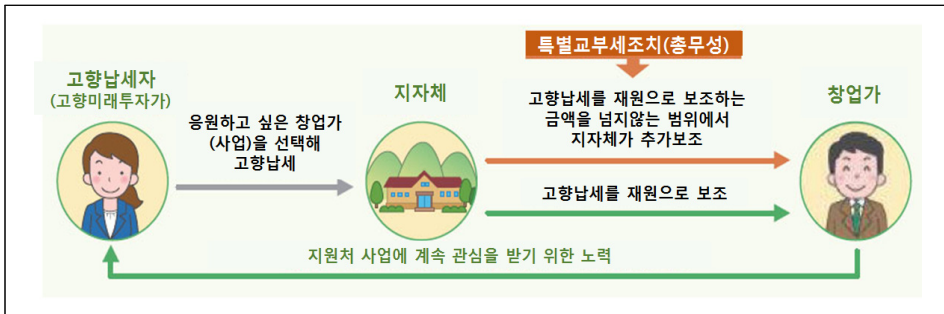 특별교부세조치(총무성)
고향납세자
(고향미래투자가)
지자체
창업가
응원하고 싶은 창업가
(사업)을 선택해
고향납세
고향납세를 재원으로 보조하는
금액을 넘지않는 범위에서
지자체가 추가보조
고향납세를 재원으로 보조
지원처 사업에 계속 관심을 받기 위한 노력